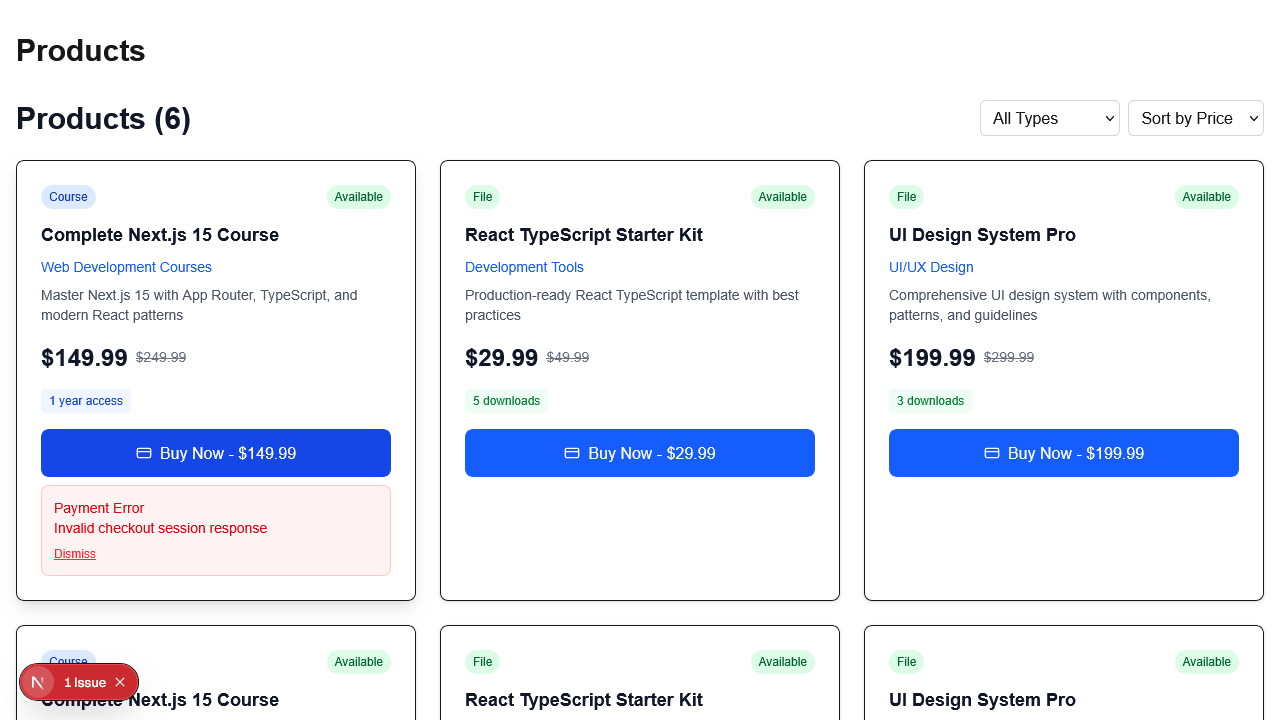 Products
Products (6)
All Types
Sort by Price
Course
Available
Complete Next.js 15 Course
Web Development Courses
Master Next.js 15 with App Router, TypeScript, and
modern React patterns
$149.99 $249.99
1 year access
Buy Now - $149.99
Payment Error
Invalid checkout session response
Dismiss
File
Available
React TypeScript Starter Kit
Development Tools
Production-ready React TypeScript template with best
practices
$29.99 $49.99
5 downloads
Buy Now - $29.99
File
Available
UI Design System Pro
UI/UX Design
Comprehensive UI design system with components,
patterns, and guidelines
$199.99 $299.99
3 downloads
Buy Now - $199.99
Course
Available
Complete Next.js 15 Course
File
Available
React TypeScript Starter Kit
File
Available
UI Design System Pro
N 1 Issue